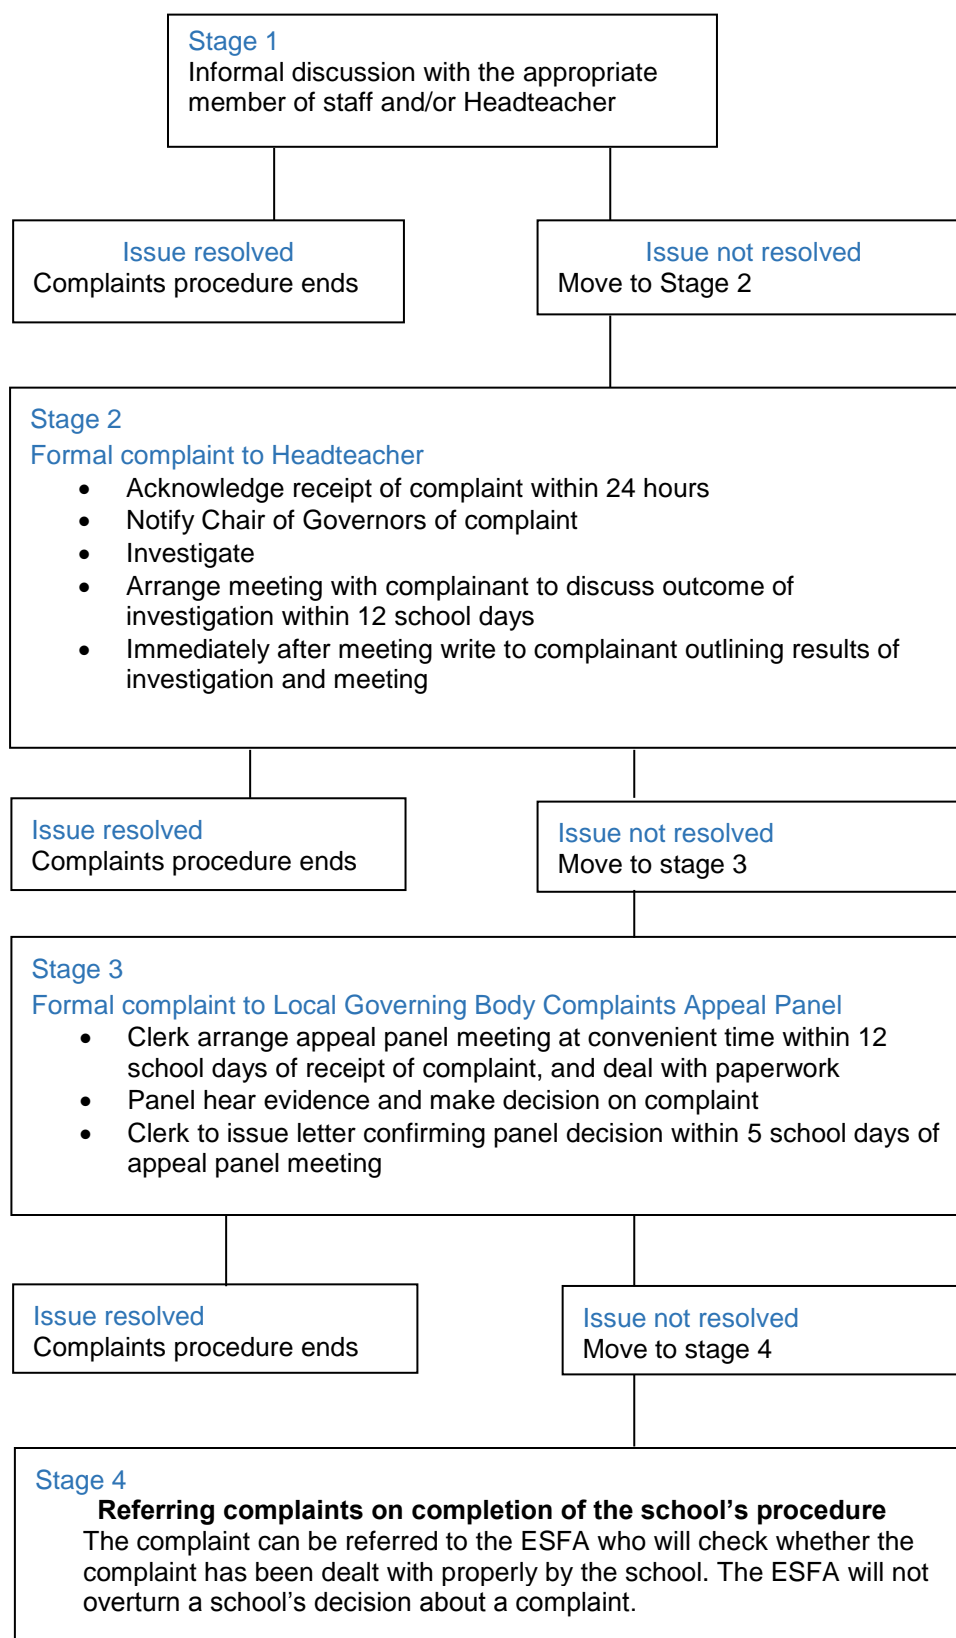 Stage 1
Informal discussion with the appropriate
member of staff and/or Headteacher
Issue resolved
Complaints procedure ends
Issue not resolved
Move to Stage 2
Stage 2
Formal complaint to Headteacher
• Acknowledge receipt of complaint within 24 hours
• Notify Chair of Governors of complaint
• Investigate
• Arrange meeting with complainant to discuss outcome of
investigation within 12 school days
• Immediately after meeting write to complainant outlining results of
investigation and meeting
Issue resolved
Complaints procedure ends
Issue not resolved
Move to stage 3
Stage 3
Formal complaint to Local Governing Body Complaints Appeal Panel
• Clerk arrange appeal panel meeting at convenient time within 12
school days of receipt of complaint, and deal with paperwork
• Panel hear evidence and make decision on complaint
• Clerk to issue letter confirming panel decision within 5 school days of
appeal panel meeting
Issue resolved
Complaints procedure ends
Issue not resolved
Move to stage 4
Stage 4
Referring complaints on completion of the school’s procedure
The complaint can be referred to the ESFA who will check whether the
complaint has been dealt with properly by the school. The ESFA will not
overturn a school’s decision about a complaint.